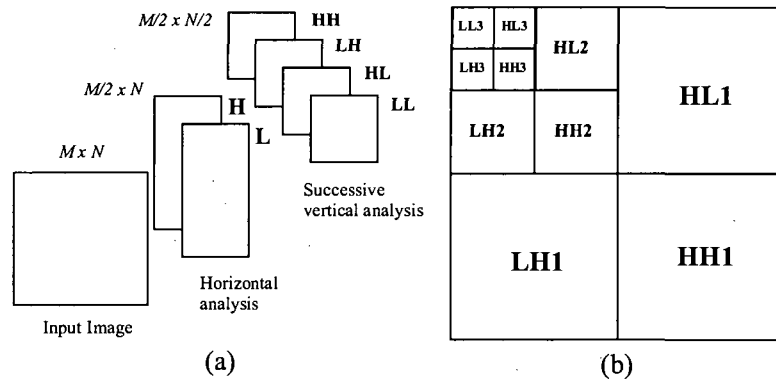 M/2 x N/2
HH
LH
HL
LL
M/2 x N
H
L
M x N
Successive
vertical analysis
Horizontal
analysis
Input Image
(a)
LL3 HL3
LH3 HH3
HL2
HL1
LH2 HH2
LH1 HH1
(b)